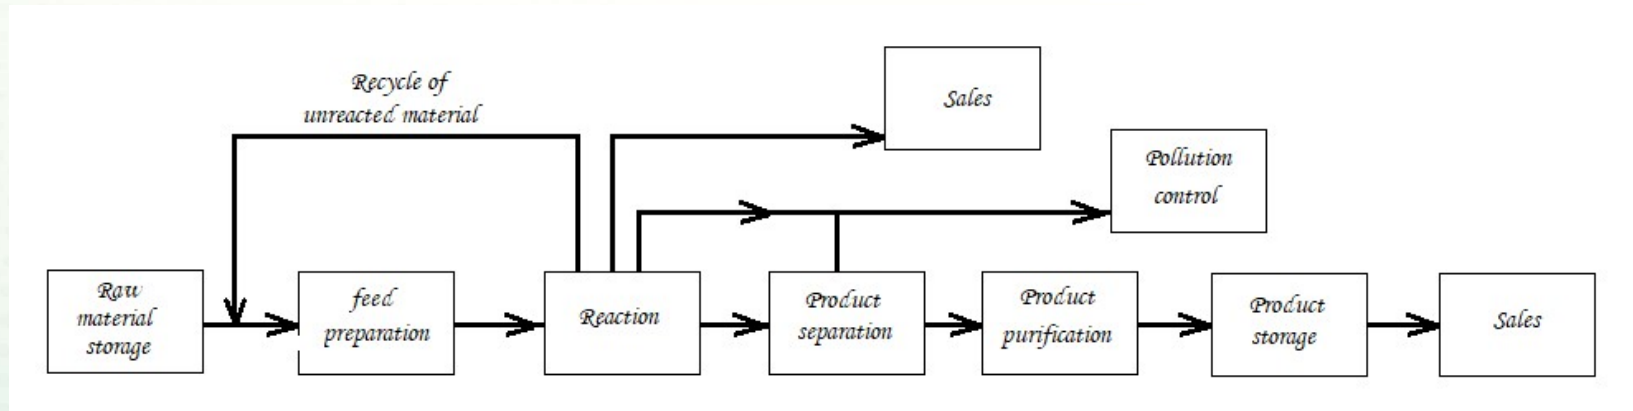 Recycle of
unreacted material
Sales
Pollution
control
Raw
material
storage
feed
preparation
Reaction
Product
separation
Product
purification
Product
storage
Sales